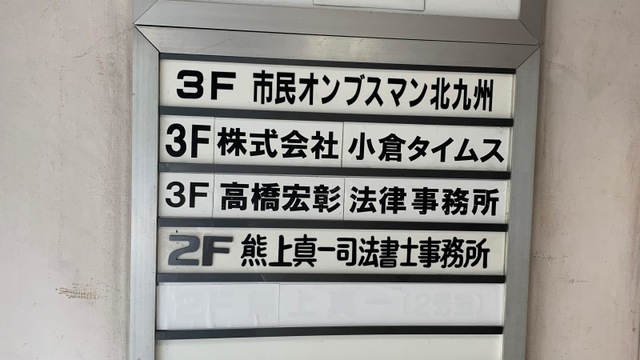 3F 市民オンブズマン北九州
3F 株式会社 小倉タイムス
3F 高橋宏彰 法律事務所
2F 熊上真一司法書士事務所